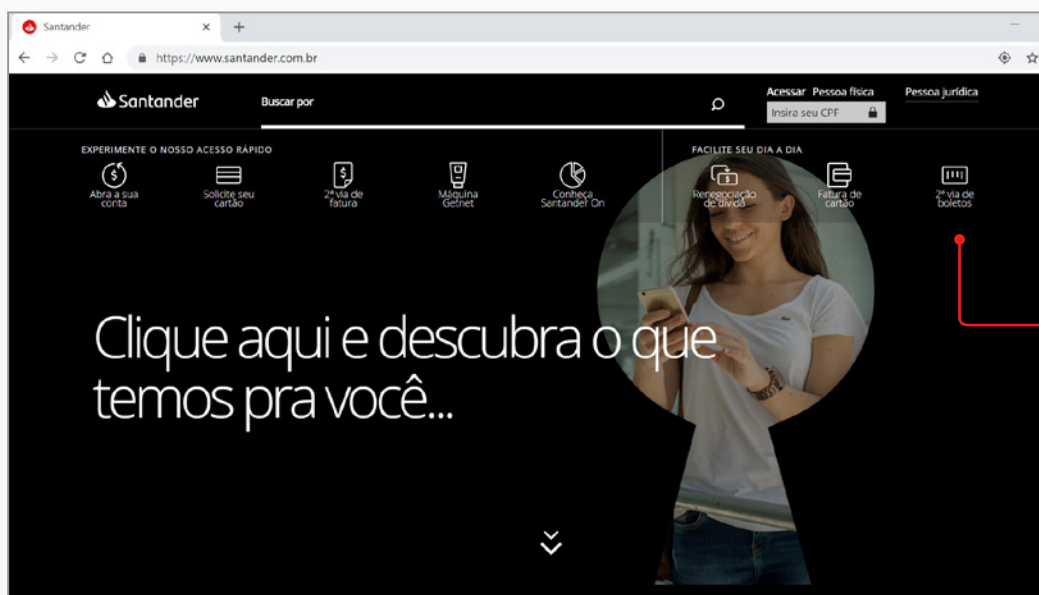 Santander
https://www.santander.com.br
Santander
Buscar por
Acessar Pessoa física
Pessoa jurídica
Insira seu CPF
EXPERIMENTE O NOSSO ACESSO RÁPIDO
FACILITE SEU DIA A DIA
Abra a sua
conta
Solicite seu
cartão
2ª via de
fatura
Máquina
Getnet
Conheça
Santander On
Renegociação
de dívida
Fatura de
cartão
2ª via de
boletos
Clique aqui e descubra o que
temos pra você...